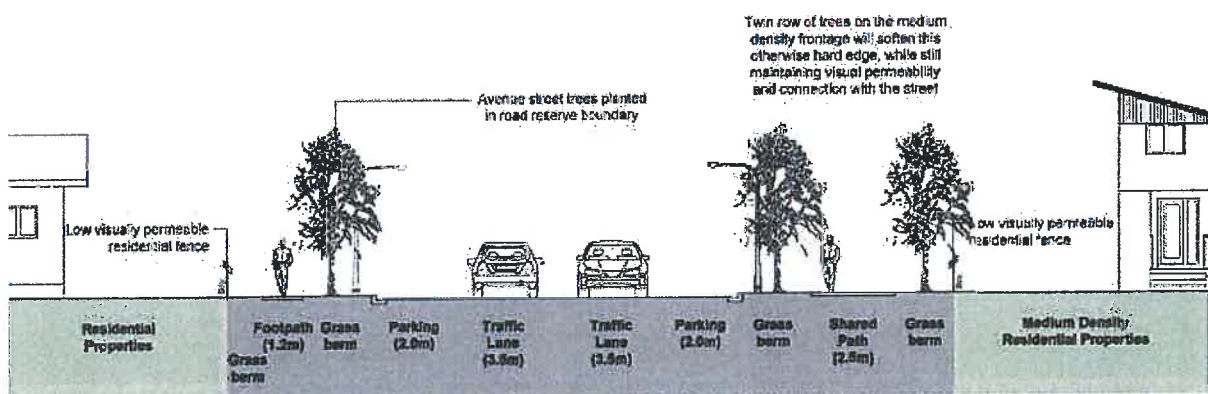 Twin row of trees on the medium
density frontage will soften this
otherwise hard edge, while still
maintaining visual permeability
and connection with the street
Avenue street trees planted
in road reserve boundary
Low visually permeable
residential fence
Low visually permeable
residential fence
Residential
Properties
Grass
berm
Footpath
(1.2m)
Grass
berm
Parking
(2.0m)
Traffic
Lane
(3.5m)
Traffic
Lane
(3.5m)
Parking
(2.0m)
Grass
berm
Shared
Path
(2.5m)
Grass
berm
Medium Density
Residential Properties